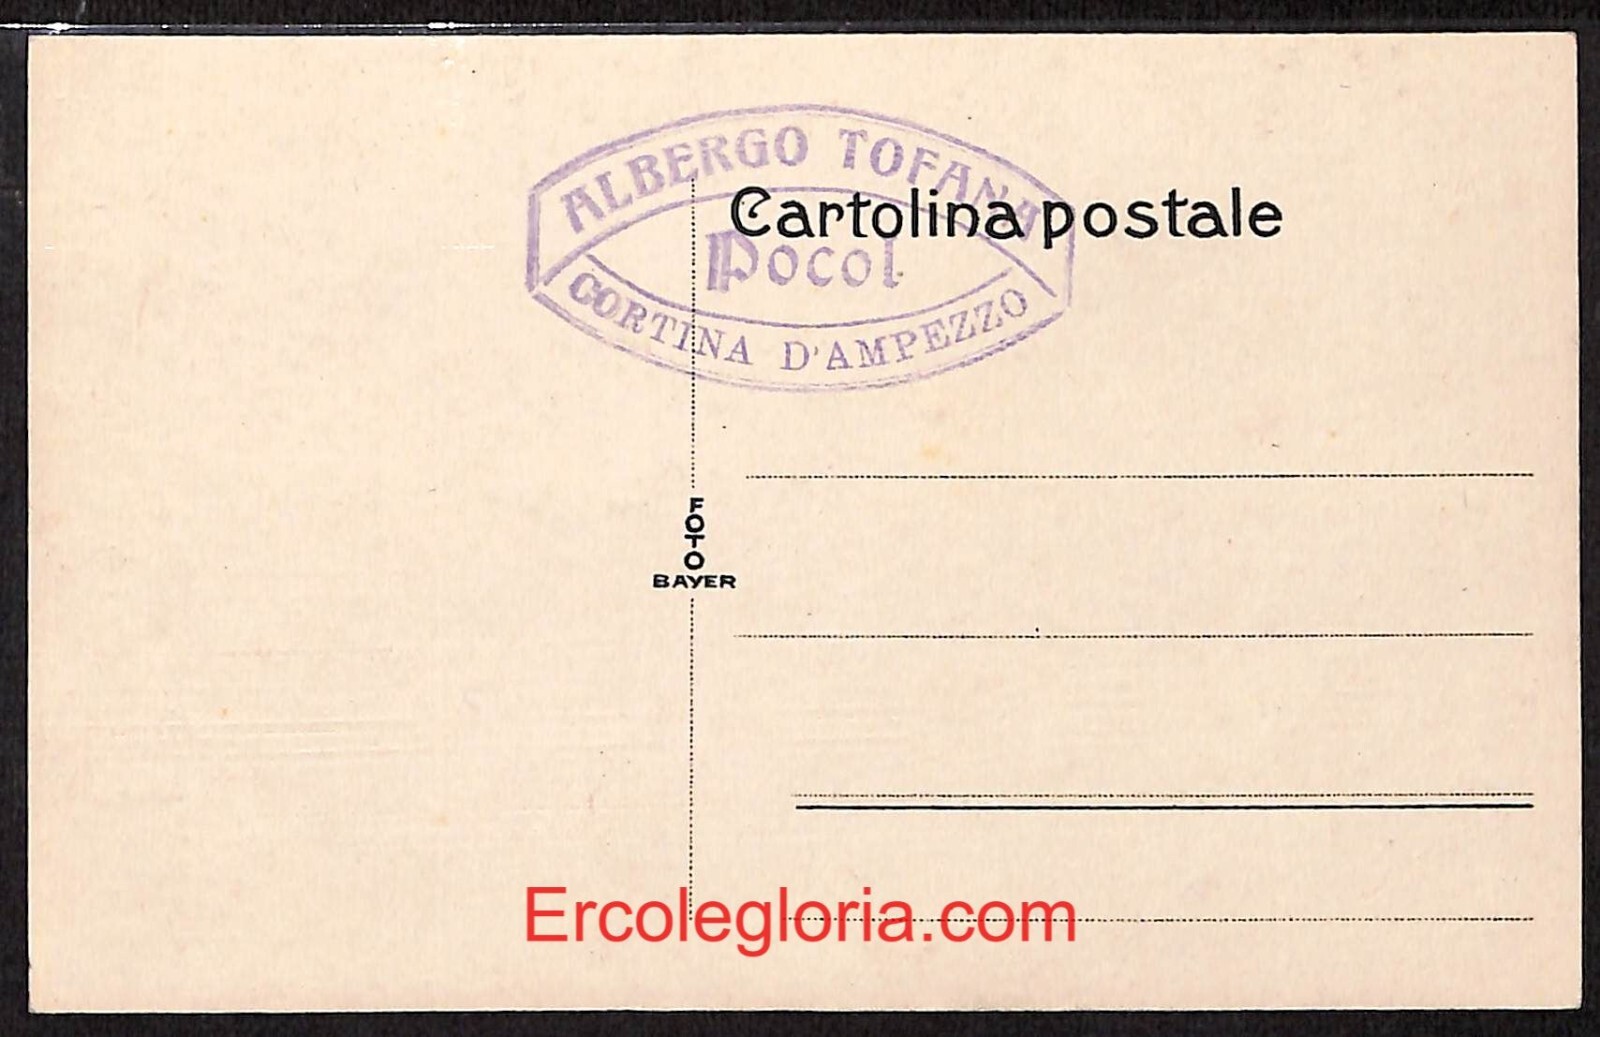 ALBERGO TOFANA
Cartolina postale
Pocol
CORTINA D'AMPEZZO
FOTO
BAYER
Ercolegloria.com